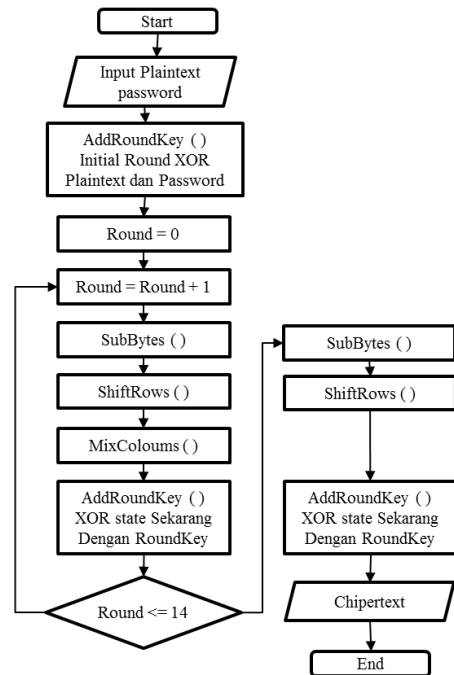 Start
Input Plaintext
password
AddRoundKey ( )
Initial Round XOR
Plaintext dan Password
Round = 0
Round = Round + 1
SubBytes ( )
ShiftRows ( )
MixColoums ( )
AddRoundKey ( )
XOR state Sekarang
Dengan RoundKey
Round <= 14
SubBytes ( )
ShiftRows ( )
AddRoundKey ( )
XOR state Sekarang
Dengan RoundKey
Chipertext
End